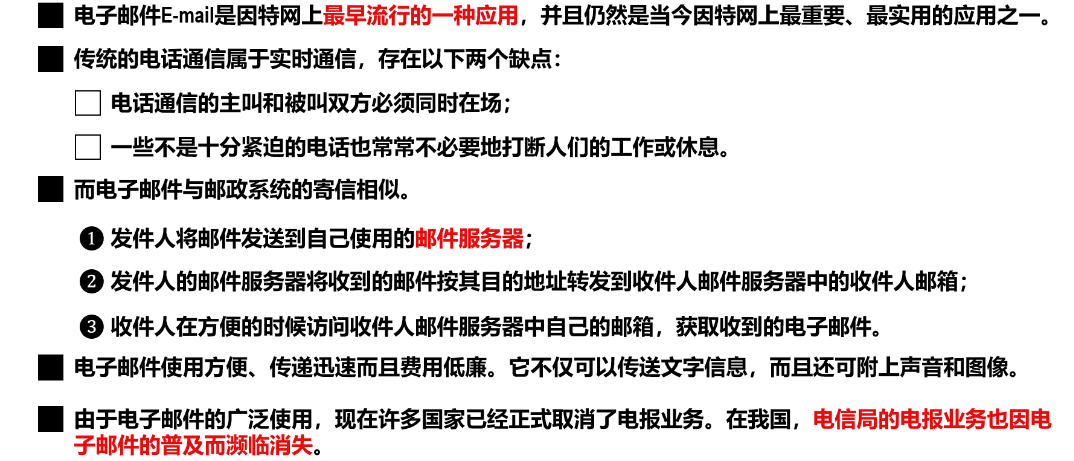 电子邮件E-mail是因特网上最早流行的一种应用，并且仍然是当今因特网上最重要、最实用的应用之一。
传统的电话通信属于实时通信，存在以下两个缺点：
电话通信的主叫和被叫双方必须同时在场；
一些不是十分紧迫的电话也常常不必要地打断人们的工作或休息。
而电子邮件与邮政系统的寄信相似。
❶ 发件人将邮件发送到自己使用的邮件服务器；
❷ 发件人的邮件服务器将收到的邮件按其目的地址转发到收件人邮件服务器中的收件人邮箱；
❸ 收件人在方便的时候访问收件人邮件服务器中自己的邮箱，获取收到的电子邮件。
电子邮件使用方便、传递迅速而且费用低廉。它不仅可以传送文字信息，而且还可附上声音和图像。
由于电子邮件的广泛使用，现在许多国家已经正式取消了电报业务。在我国，电信局的电报业务也因电
子邮件的普及而濒临消失。